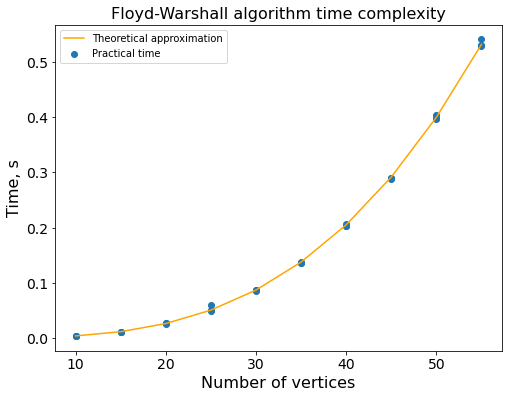 Floyd-Warshall algorithm time complexity
Theoretical approximation
Practical time
Time, s
0.5
0.4
0.3
0.2
0.1
0.0
10 20 30 40 50
Number of vertices